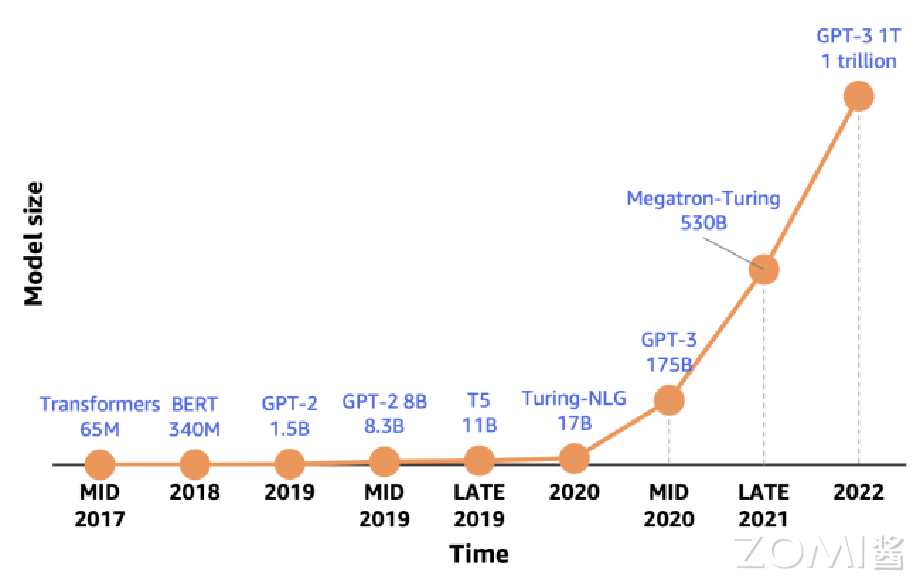 GPT-3 1T
1 trillion
Megatron-Turing
530B
GPT-3
175B
Transformers
65M
BERT
340M
GPT-2
1.5B
GPT-2 8B
8.3B
T5
11B
Turing-NLG
17B
Model size
MID
2017
2018
2019
MID
2019
LATE
2019
2020
MID
2020
LATE
2021
2022
Time
ZOMI酱